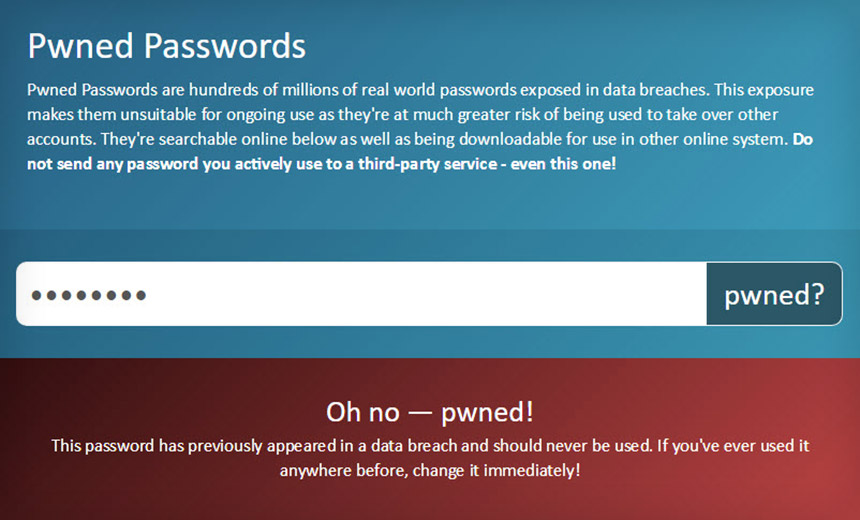 Pwned Passwords
Pwned Passwords are hundreds of millions of real world passwords exposed in data breaches. This exposure
makes them unsuitable for ongoing use as they're at much greater risk of being used to take over other
accounts. They're searchable online below as well as being downloadable for use in other online system. Do
not send any password you actively use to a third-party service - even this one!
••••••••
pwned?
Oh no — pwned!
This password has previously appeared in a data breach and should never be used. If you've ever used it
anywhere before, change it immediately!